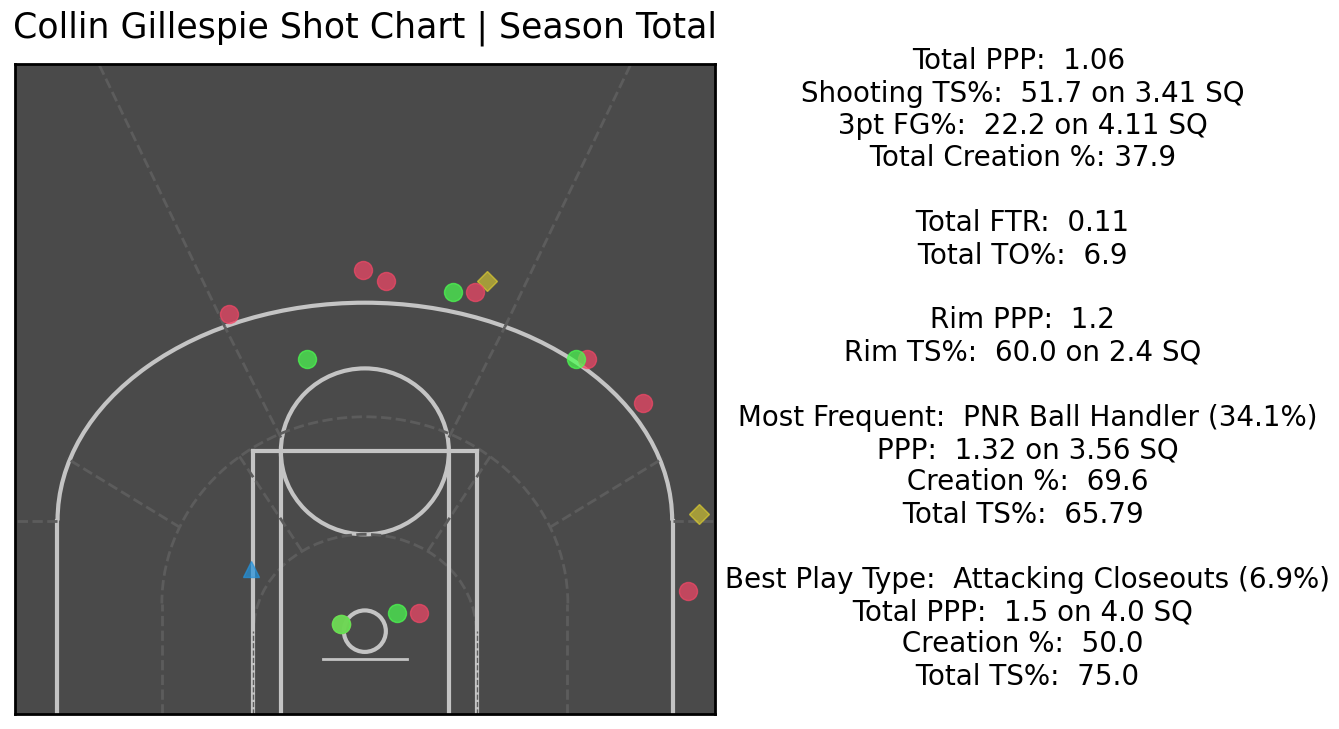 Collin Gillespie Shot Chart | Season Total
Total PPP: 1.06
Shooting TS%: 51.7 on 3.41 SQ
3pt FG%: 22.2 on 4.11 SQ
Total Creation %: 37.9
Total FTR: 0.11
Total TO%: 6.9
Rim PPP: 1.2
Rim TS%: 60.0 on 2.4 SQ
Most Frequent: PNR Ball Handler (34.1%)
PPP: 1.32 on 3.56 SQ
Creation %: 69.6
Total TS%: 65.79
Best Play Type: Attacking Closeouts (6.9%)
Total PPP: 1.5 on 4.0 SQ
Creation %: 50.0
Total TS%: 75.0